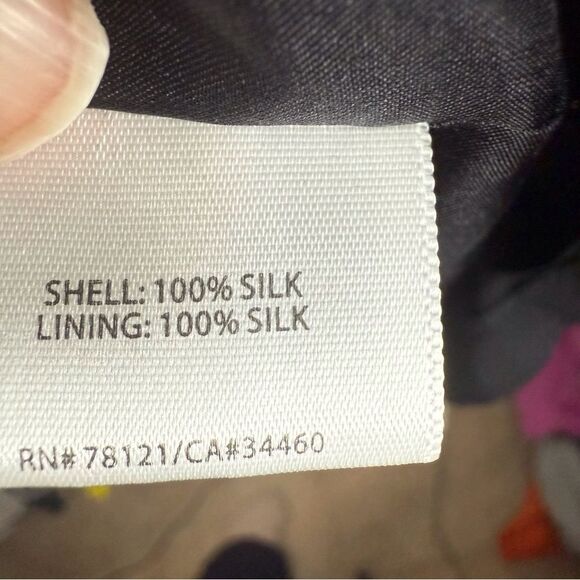 SHELL: 100% SILK
LINING: 100% SILK
RN# 78121/CA#34460